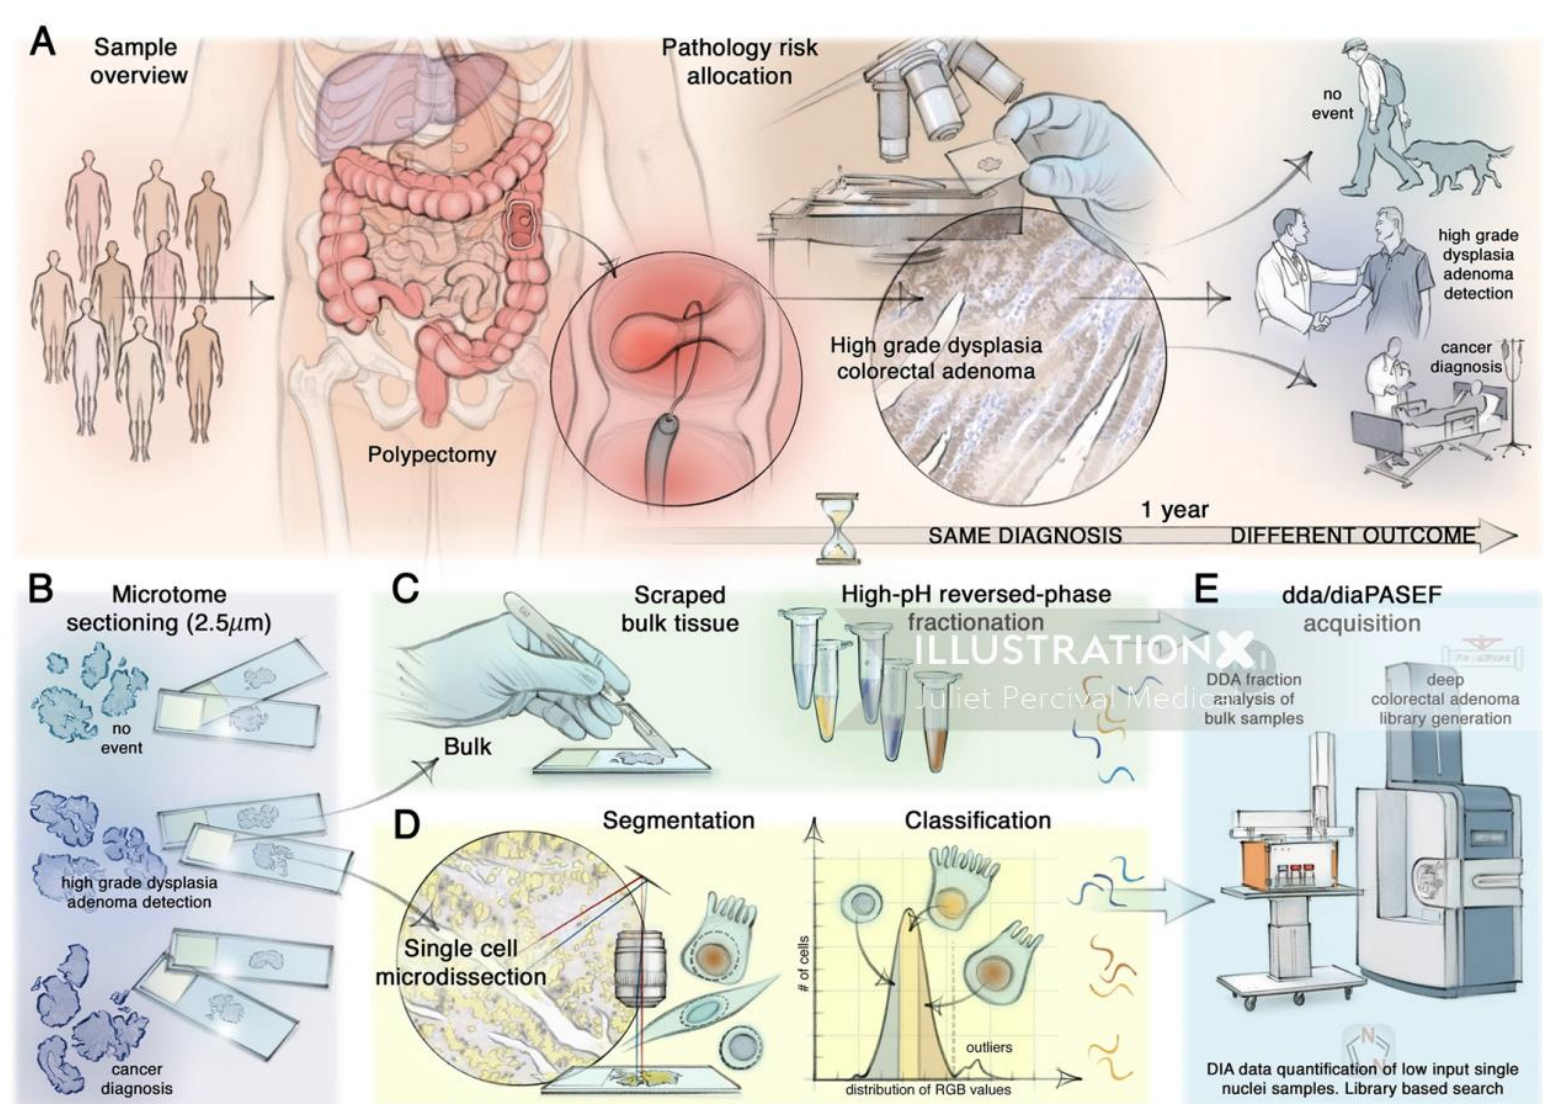 A
Sample
overview
Pathology risk
allocation
no
event
high grade
dysplasia
adenoma
detection
cancer
diagnosis
High grade dysplasia
colorectal adenoma
Polypectomy
1 year
SAME DIAGNOSIS
DIFFERENT OUTCOME
B
Microtome
sectioning (2.5μm)
no
event
high grade dysplasia
adenoma detection
cancer
diagnosis
C
Scraped
bulk tissue
High-pH reversed-phase
fractionation
Bulk
ILLUSTRATIONX
Juliet Percival Medical
D
Segmentation
Classification
Single cell
microdissection
# of cells
outliers
distribution of RGB values
E
dda/diaPASEF
acquisition
DDA fraction
analysis of
bulk samples
deep
colorectal adenoma
library generation
N
N
DIA data quantification of low input single
nuclei samples. Library based search